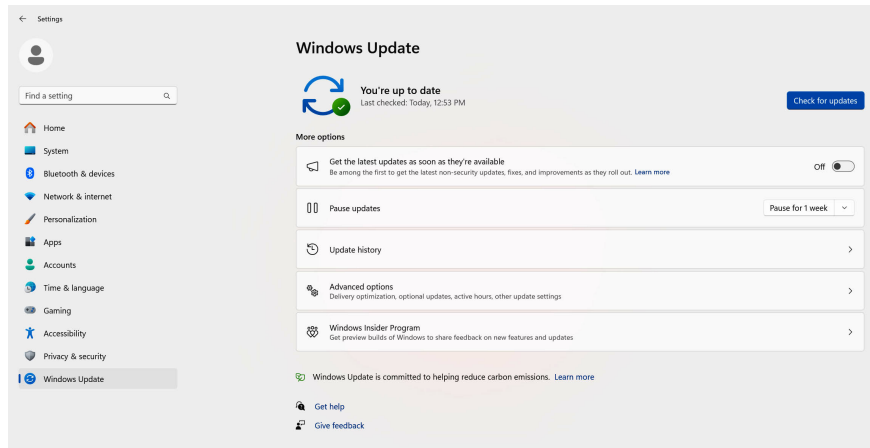 Settings
Windows Update
Find a setting
Home
System
Bluetooth & devices
Network & internet
Personalization
Apps
Accounts
Time & language
Gaming
Accessibility
Privacy & security
Windows Update
You're up to date
Last checked: Today, 12:53 PM
Check for updates
More options
Get the latest updates as soon as they're available
Be among the first to get the latest non-security updates, fixes, and improvements as they roll out. Learn more
Off
Pause updates
Pause for 1 week
Update history
Advanced options
Delivery optimization, optional updates, active hours, other update settings
Windows Insider Program
Get preview builds of Windows to share feedback on new features and updates
Windows Update is committed to helping reduce carbon emissions. Learn more
Get help
Give feedback